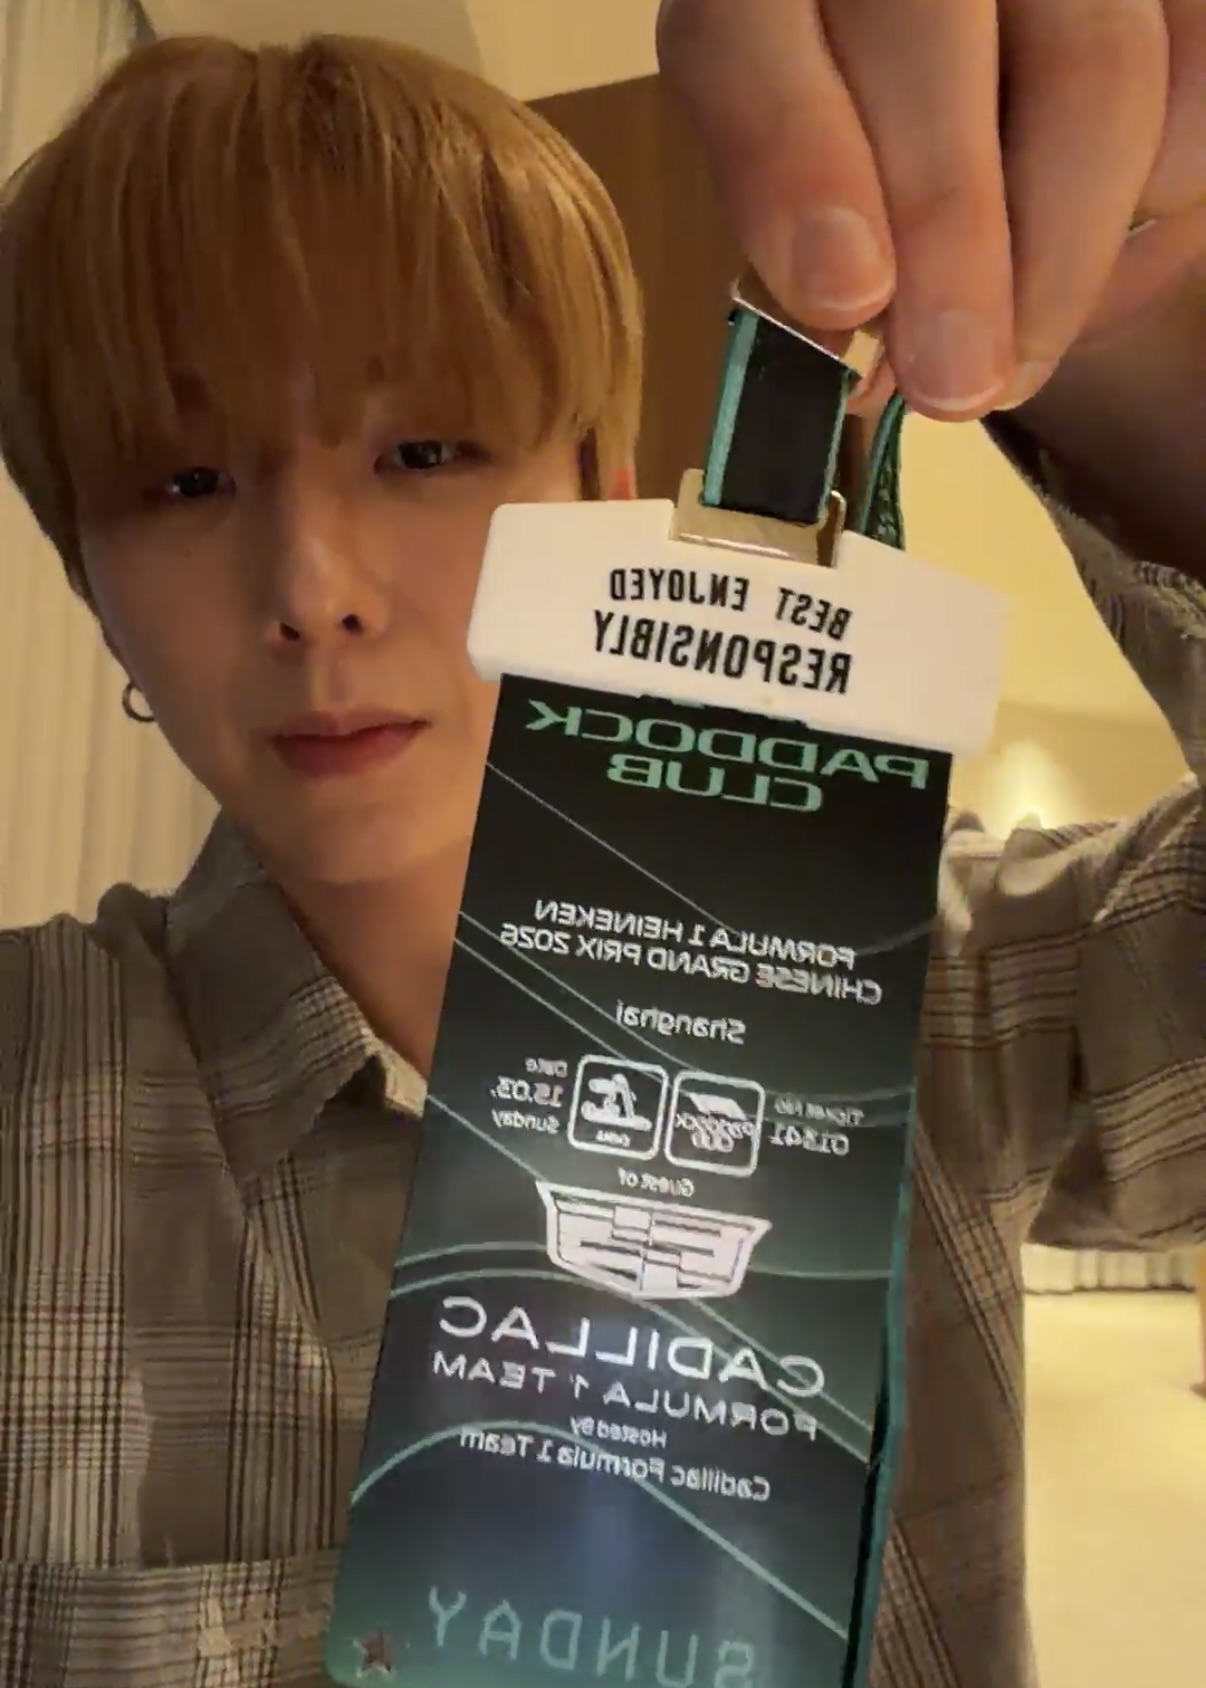 BEST ENJOYED
RESPONSIBLY
PADDOCK
CLUB
FORMULA 1 HEINEKEN
CHINESE GRAND PRIX 2026
Shanghai
Ticket No
01341
Paddock
Date
15.03.
Sunday
Guest of
CADILLAC
FORMULA 1 TEAM
Hosted By
Cadillac Formula 1 Team
SUNDAY